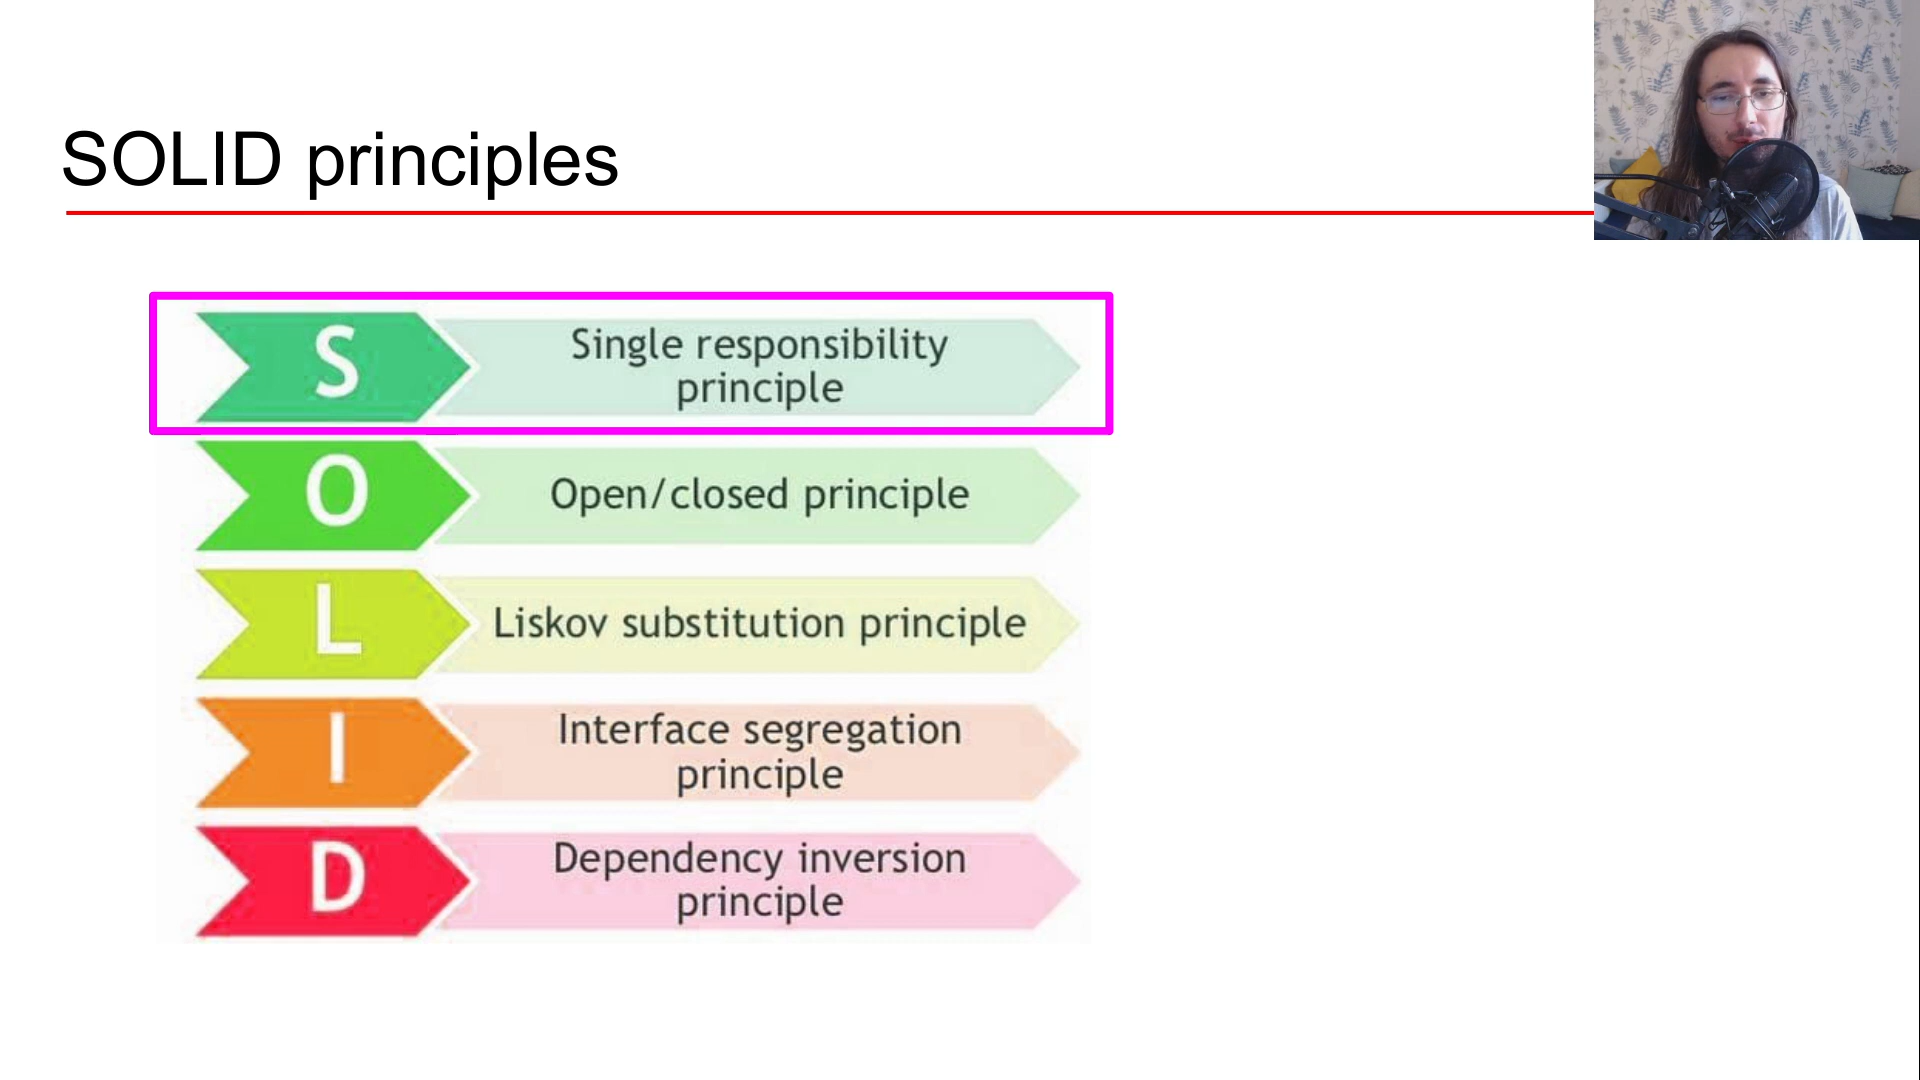 SOLID principles
S
Single responsibility
principle
O
Open/closed principle
L
Liskov substitution principle
I
Interface segregation
principle
D
Dependency inversion
principle